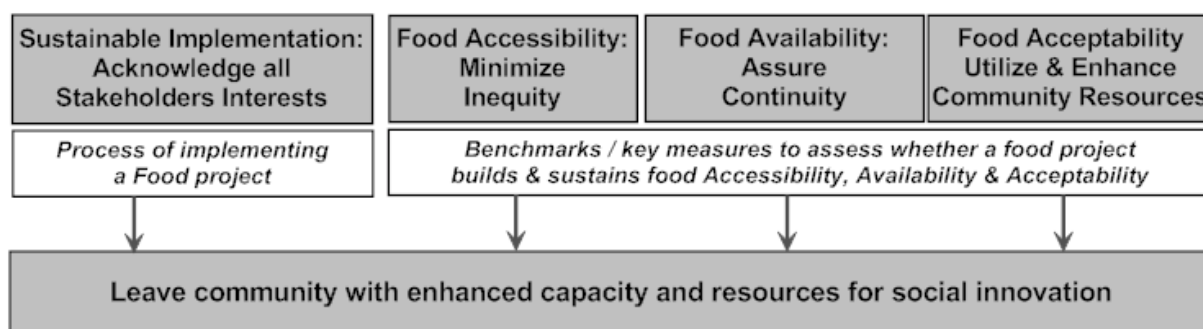 Sustainable Implementation:
Acknowledge all
Stakeholders Interests
Process of implementing
a Food project
Food Accessibility:
Minimize
Inequity
Food Availability:
Assure
Continuity
Food Acceptability
Utilize & Enhance
Community Resources
Benchmarks / key measures to assess whether a food project
builds & sustains food Accessibility, Availability & Acceptability
Leave community with enhanced capacity and resources for social innovation